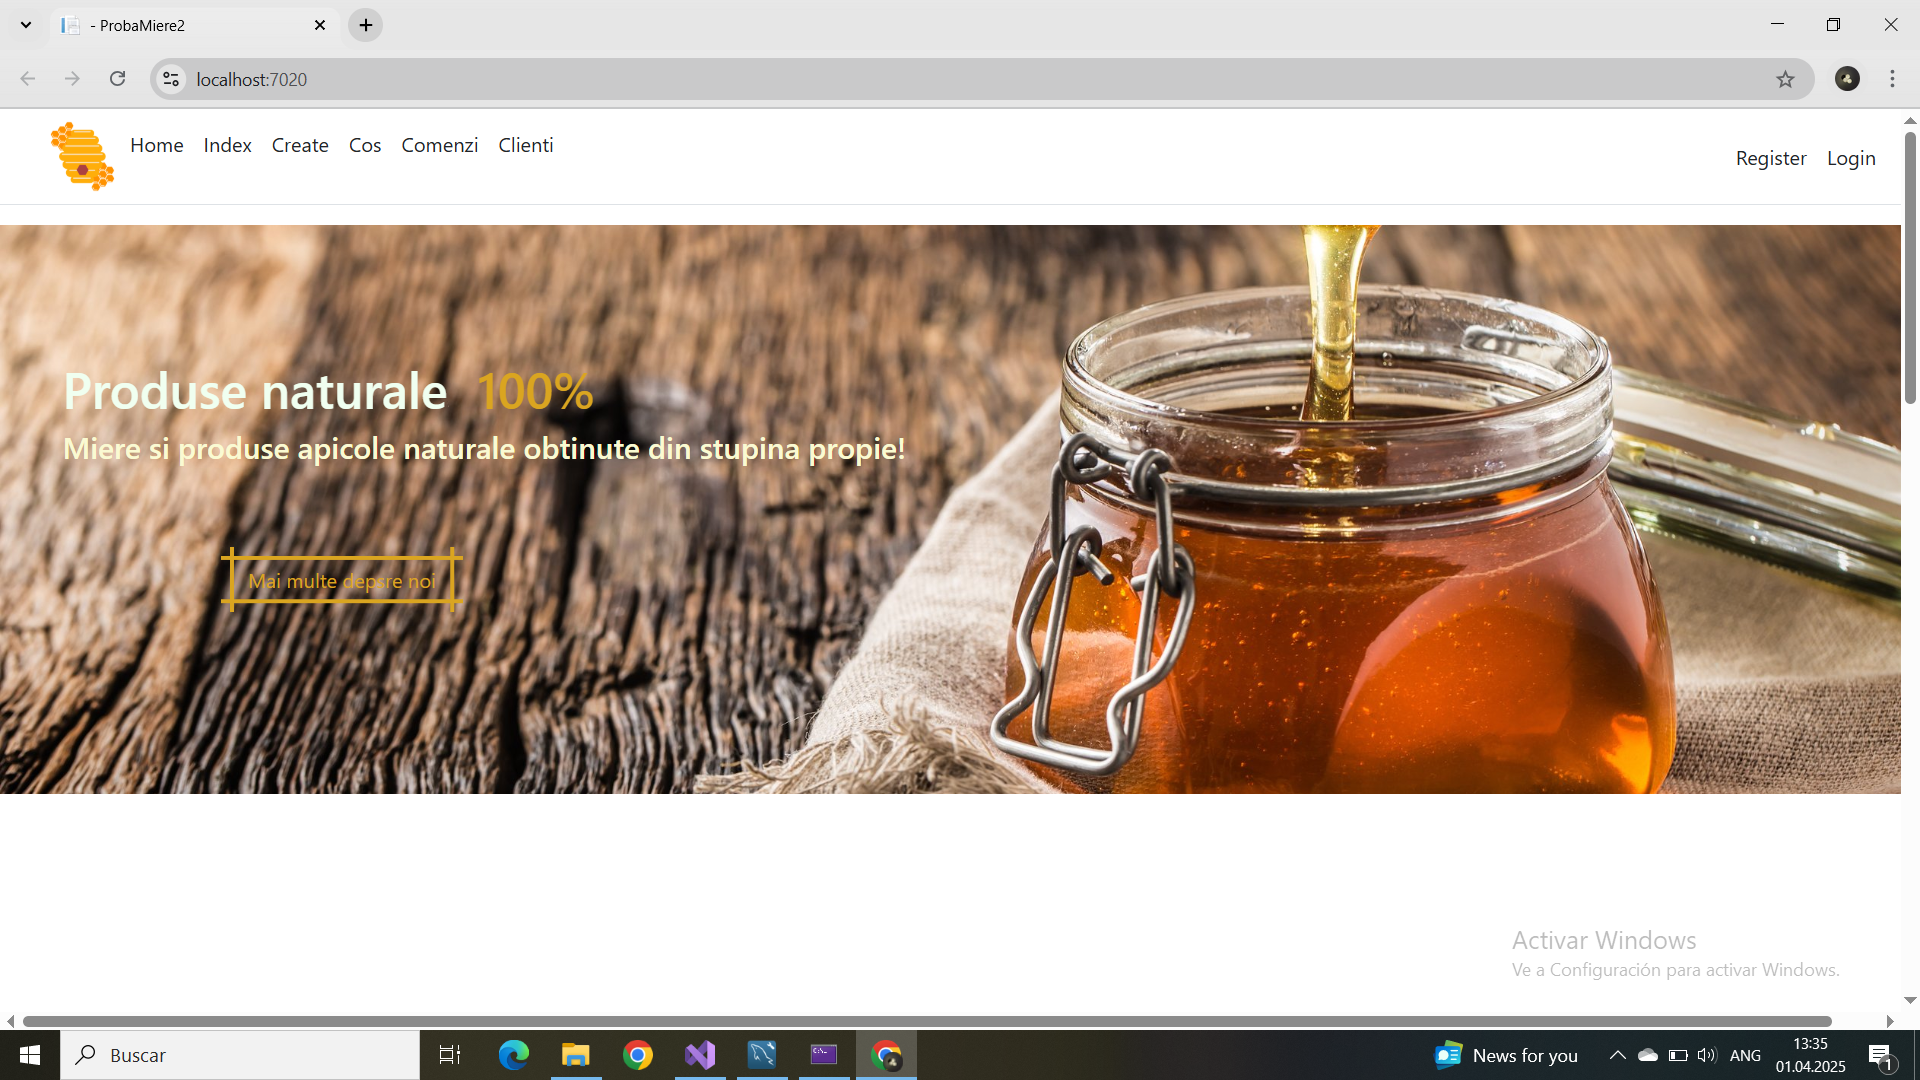 - ProbaMiere2
localhost:7020
Home Index Create Cos Comenzi Clienti
Register Login
Produse naturale 100%
Miere si produse apicole naturale obtinute din stupina propie!
Mai multe depsre noi
Activar Windows
Ve a Configuración para activar Windows.
Buscar
News for you
ANG
13:35
01.04.2025
1